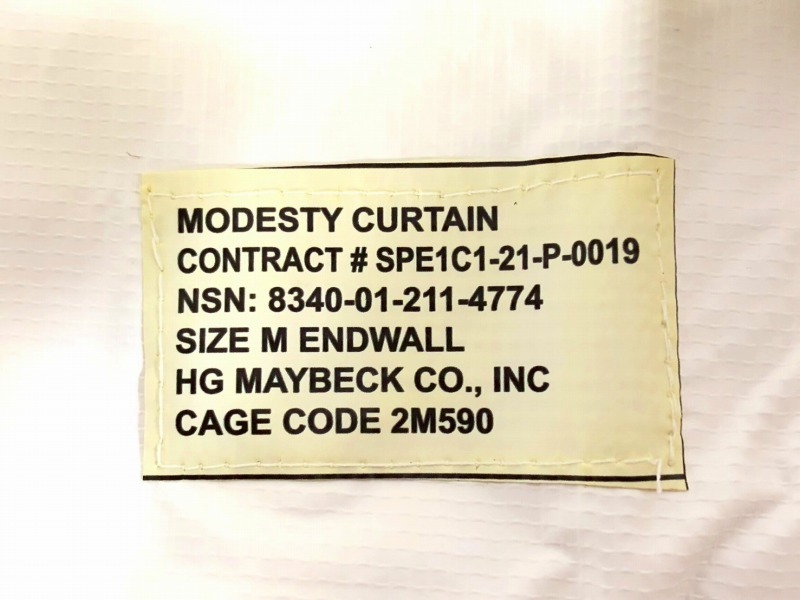 MODESTY CURTAIN
CONTRACT # SPE1C1-21-P-0019
NSN: 8340-01-211-4774
SIZE M ENDWALL
HG MAYBECK CO., INC
CAGE CODE 2M590